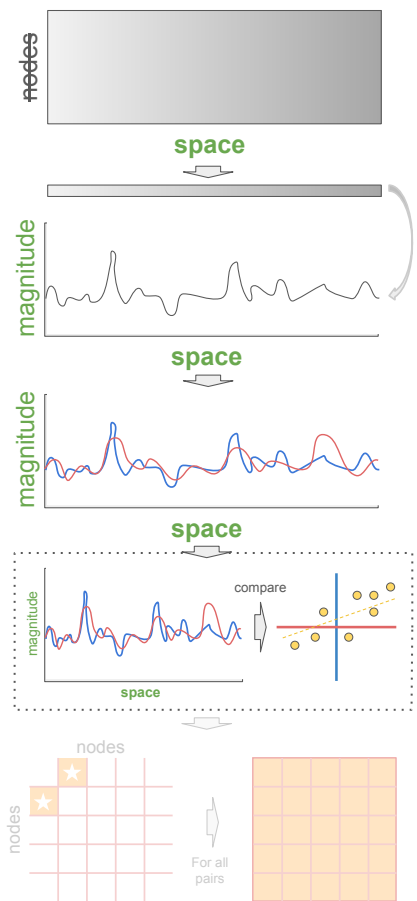 nodes
space
magnitude
space
magnitude
space
magnitude
space
compare
nodes
nodes
For all
pairs